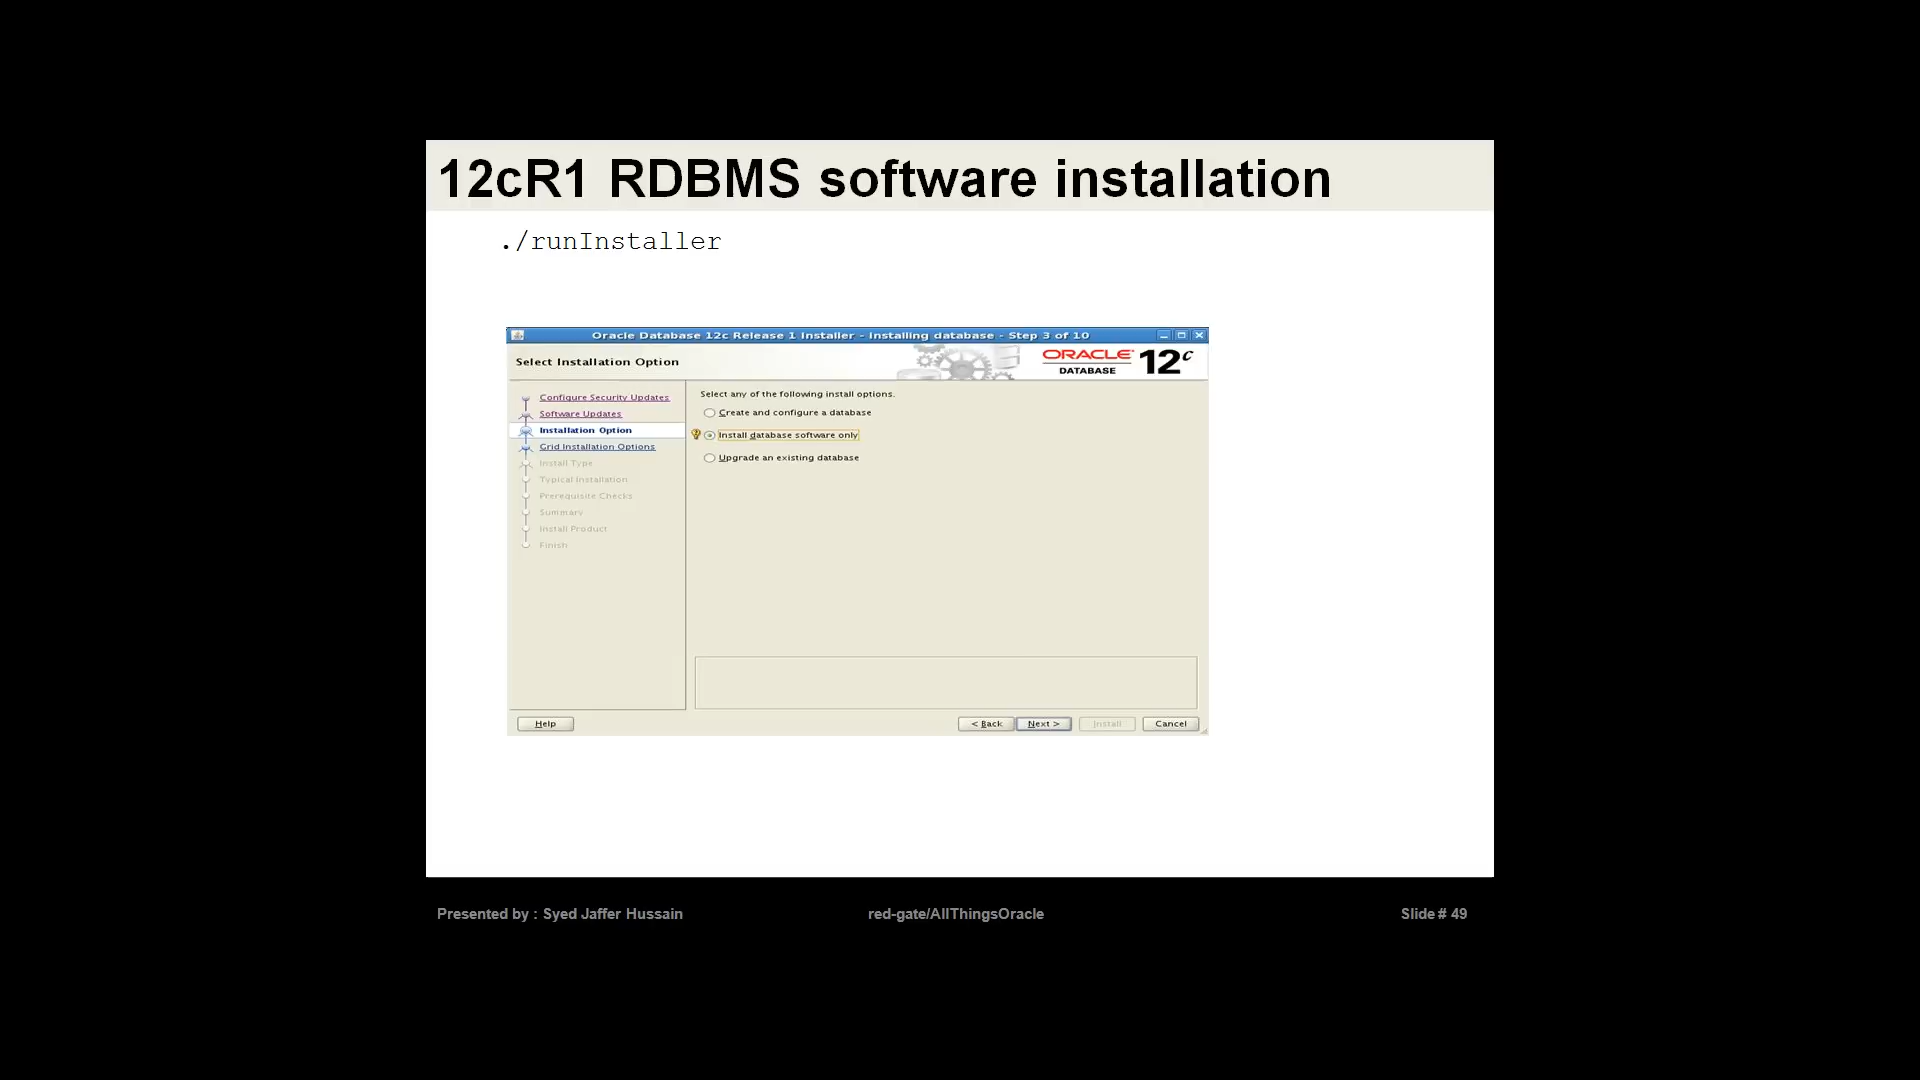 12cR1 RDBMS software installation
./runInstaller
Oracle Database 12c Release 1 Installer - Installing database - Step 3 of 10
Select Installation Option
ORACLE
DATABASE
12c
Configure Security Updates
Software Updates
Installation Option
Grid Installation Options
Install Type
Typical Installation
Prerequisite Checks
Summary
Install Product
Finish
Select any of the following install options.
Create and configure a database
Install database software only
Upgrade an existing database
Help
< Back
Next >
Install
Cancel
Presented by : Syed Jaffer Hussain
red-gate/AllThingsOracle
Slide # 49